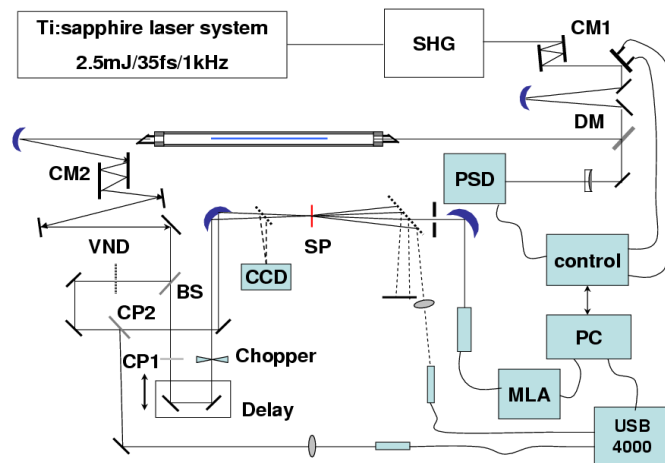 Ti:sapphire laser system
2.5mJ/35fs/1kHz
SHG
CM1
DM
CM2
PSD
VND
BS
CCD
SP
control
CP2
CP1
Chopper
PC
MLA
Delay
USB
4000